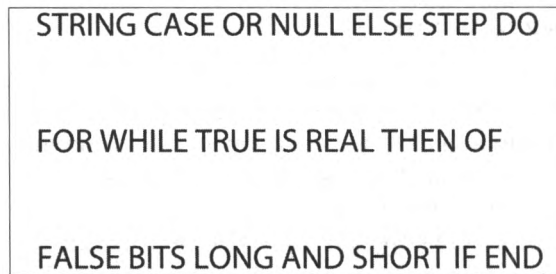 STRING CASE OR NULL ELSE STEP DO
FOR WHILE TRUE IS REAL THEN OF
FALSE BITS LONG AND SHORT IF END